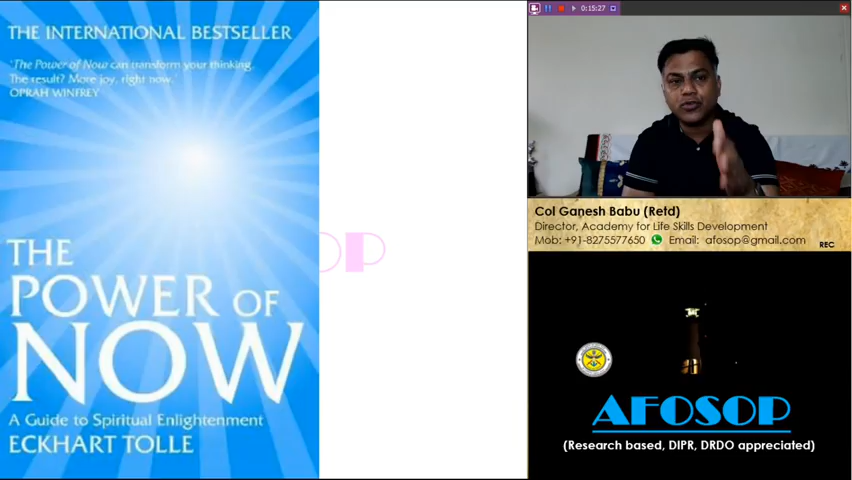 THE INTERNATIONAL BESTSELLER
'The Power of Now can transform your thinking.
The result? More joy, right now.'
OPRAH WINFREY
THE
POWER OF
NOW
A Guide to Spiritual Enlightenment
ECKHART TOLLE
OP
0:15:27
Col Ganesh Babu (Retd)
Director, Academy for Life Skills Development
Mob: +91-8275577650 Email: afosop@gmail.com
REC
AFOSOP
(Research based, DIPR, DRDO appreciated)